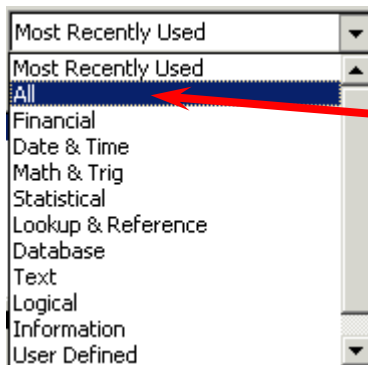 Most Recently Used
Most Recently Used
All
Financial
Date & Time
Math & Trig
Statistical
Lookup & Reference
Database
Text
Logical
Information
User Defined